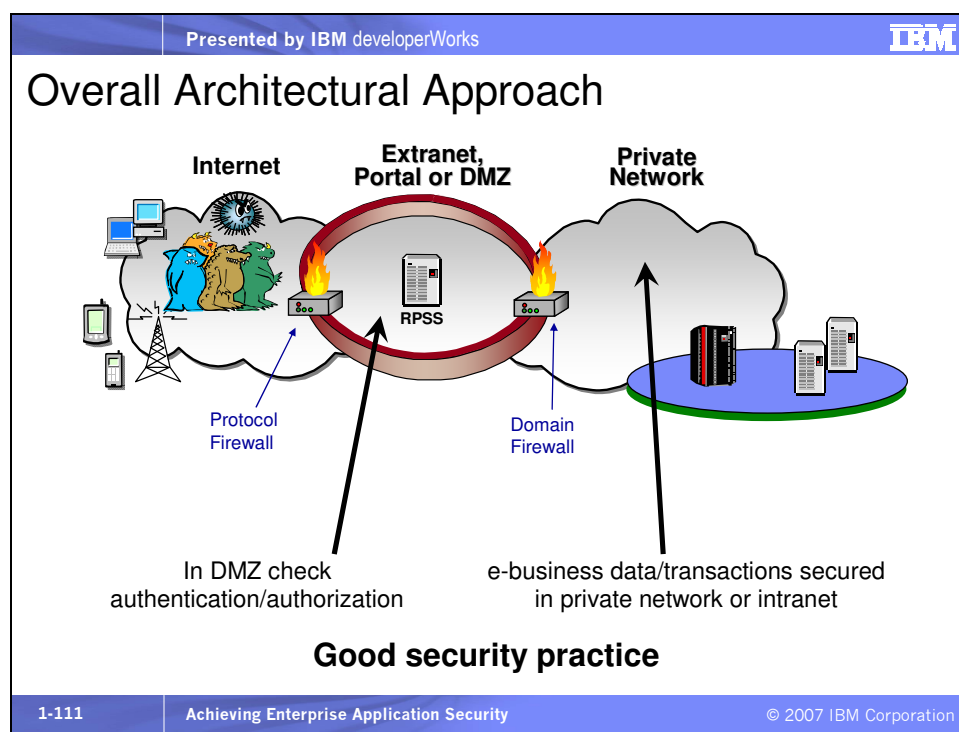 Presented by IBM developerWorks
IBM
Overall Architectural Approach
Internet
Extranet,
Portal or DMZ
Private
Network
RPSS
Protocol
Firewall
Domain
Firewall
In DMZ check
authentication/authorization
e-business data/transactions secured
in private network or intranet
Good security practice
1-111
Achieving Enterprise Application Security
© 2007 IBM Corporation